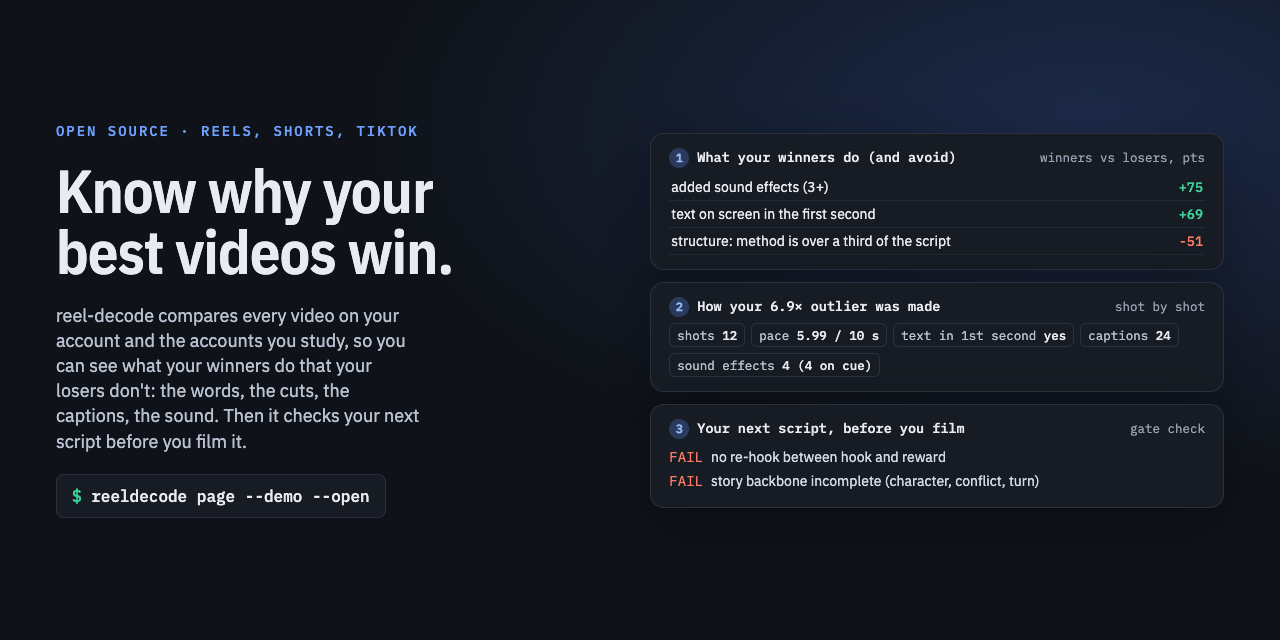 OPEN SOURCE · REELS, SHORTS, TIKTOK
Know why your
best videos win.
reel-decode compares every video on your
account and the accounts you study, so you
can see what your winners do that your
losers don't: the words, the cuts, the
captions, the sound. Then it checks your next
script before you film it.
$ reeldecode page --demo --open
1 What your winners do (and avoid) winners vs losers, pts
added sound effects (3+) +75
text on screen in the first second +69
structure: method is over a third of the script -51
2 How your 6.9× outlier was made shot by shot
shots 12 pace 5.99 / 10 s text in 1st second yes captions 24
sound effects 4 (4 on cue)
3 Your next script, before you film gate check
FAIL no re-hook between hook and reward
FAIL story backbone incomplete (character, conflict, turn)